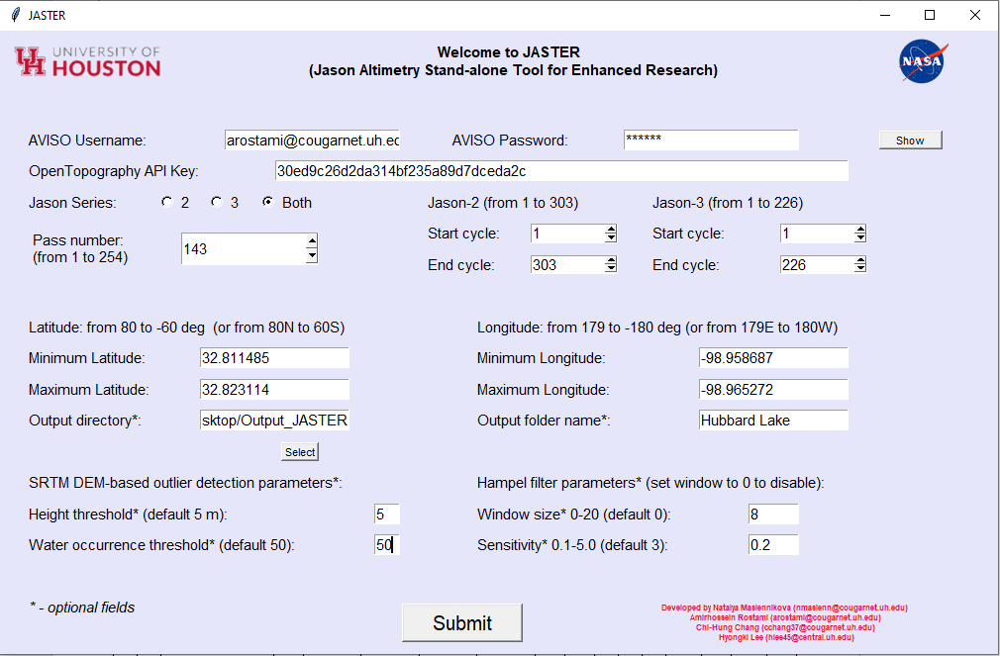 JASTER
UNIVERSITY OF
HOUSTON
Welcome to JASTER
(Jason Altimetry Stand-alone Tool for Enhanced Research)
NASA
AVISO Username: arostami@cougarnet.uh.ec AVISO Password: ****** Show
OpenTopography API Key: 30ed9c26d2da314bf235a89d7dceda2c
Jason Series: 2 3 Both Jason-2 (from 1 to 303) Jason-3 (from 1 to 226)
Pass number:
(from 1 to 254) 143
Start cycle: 1 Start cycle: 1
End cycle: 303 End cycle: 226
Latitude: from 80 to -60 deg (or from 80N to 60S) Longitude: from 179 to -180 deg (or from 179E to 180W)
Minimum Latitude: 32.811485 Minimum Longitude: -98.958687
Maximum Latitude: 32.823114 Maximum Longitude: -98.965272
Output directory*: sktop/Output_JASTER Output folder name*: Hubbard Lake
Select
SRTM DEM-based outlier detection parameters*: Hampel filter parameters* (set window to 0 to disable):
Height threshold* (default 5 m): 5 Window size* 0-20 (default 0): 8
Water occurrence threshold* (default 50): 50 Sensitivity* 0.1-5.0 (default 3): 0.2
* - optional fields
Submit
Developed by Natalya Maslennikova (nmaslenn@cougarnet.uh.edu)
Amirhossein Rostami (arostami@cougarnet.uh.edu)
Chi-Hung Chang (cchang37@cougarnet.uh.edu)
Hyongki Lee (hlee45@central.uh.edu)